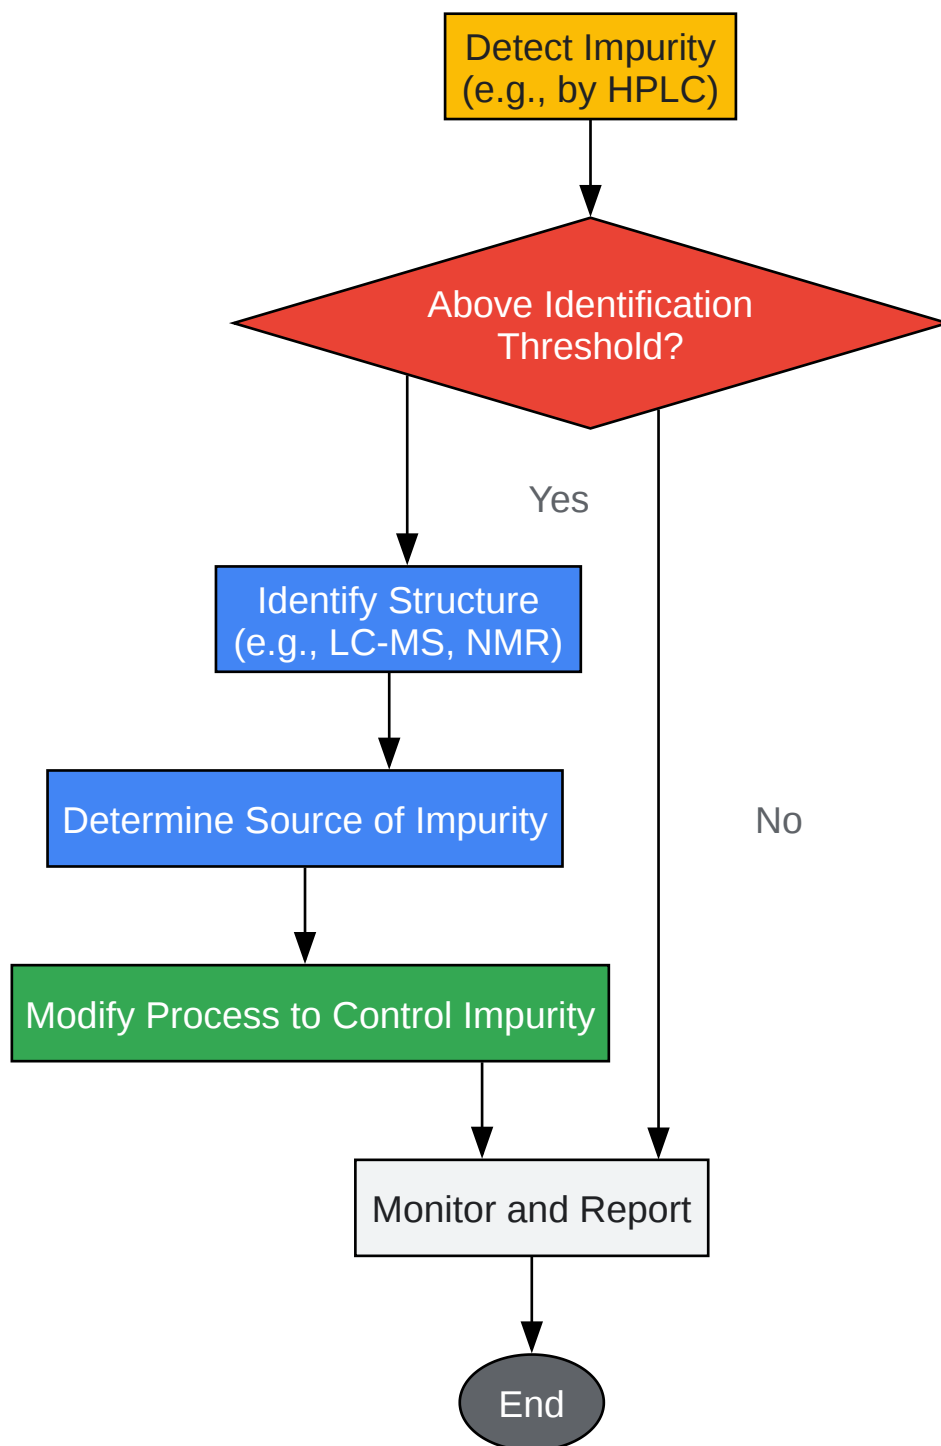 Detect Impurity
(e.g., by HPLC)
Above Identification
Threshold?
Yes
Identify Structure
(e.g., LC-MS, NMR)
Determine Source of Impurity
No
Modify Process to Control Impurity
Monitor and Report
End